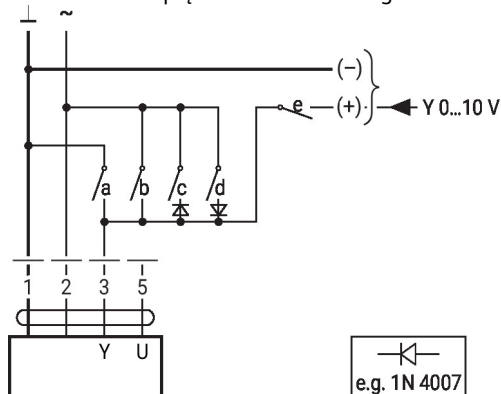 ⊥ ~
(–)
e (+) Y 0...10 V
a b c d
1 2 3 5
Y U
e.g. 1N 4007